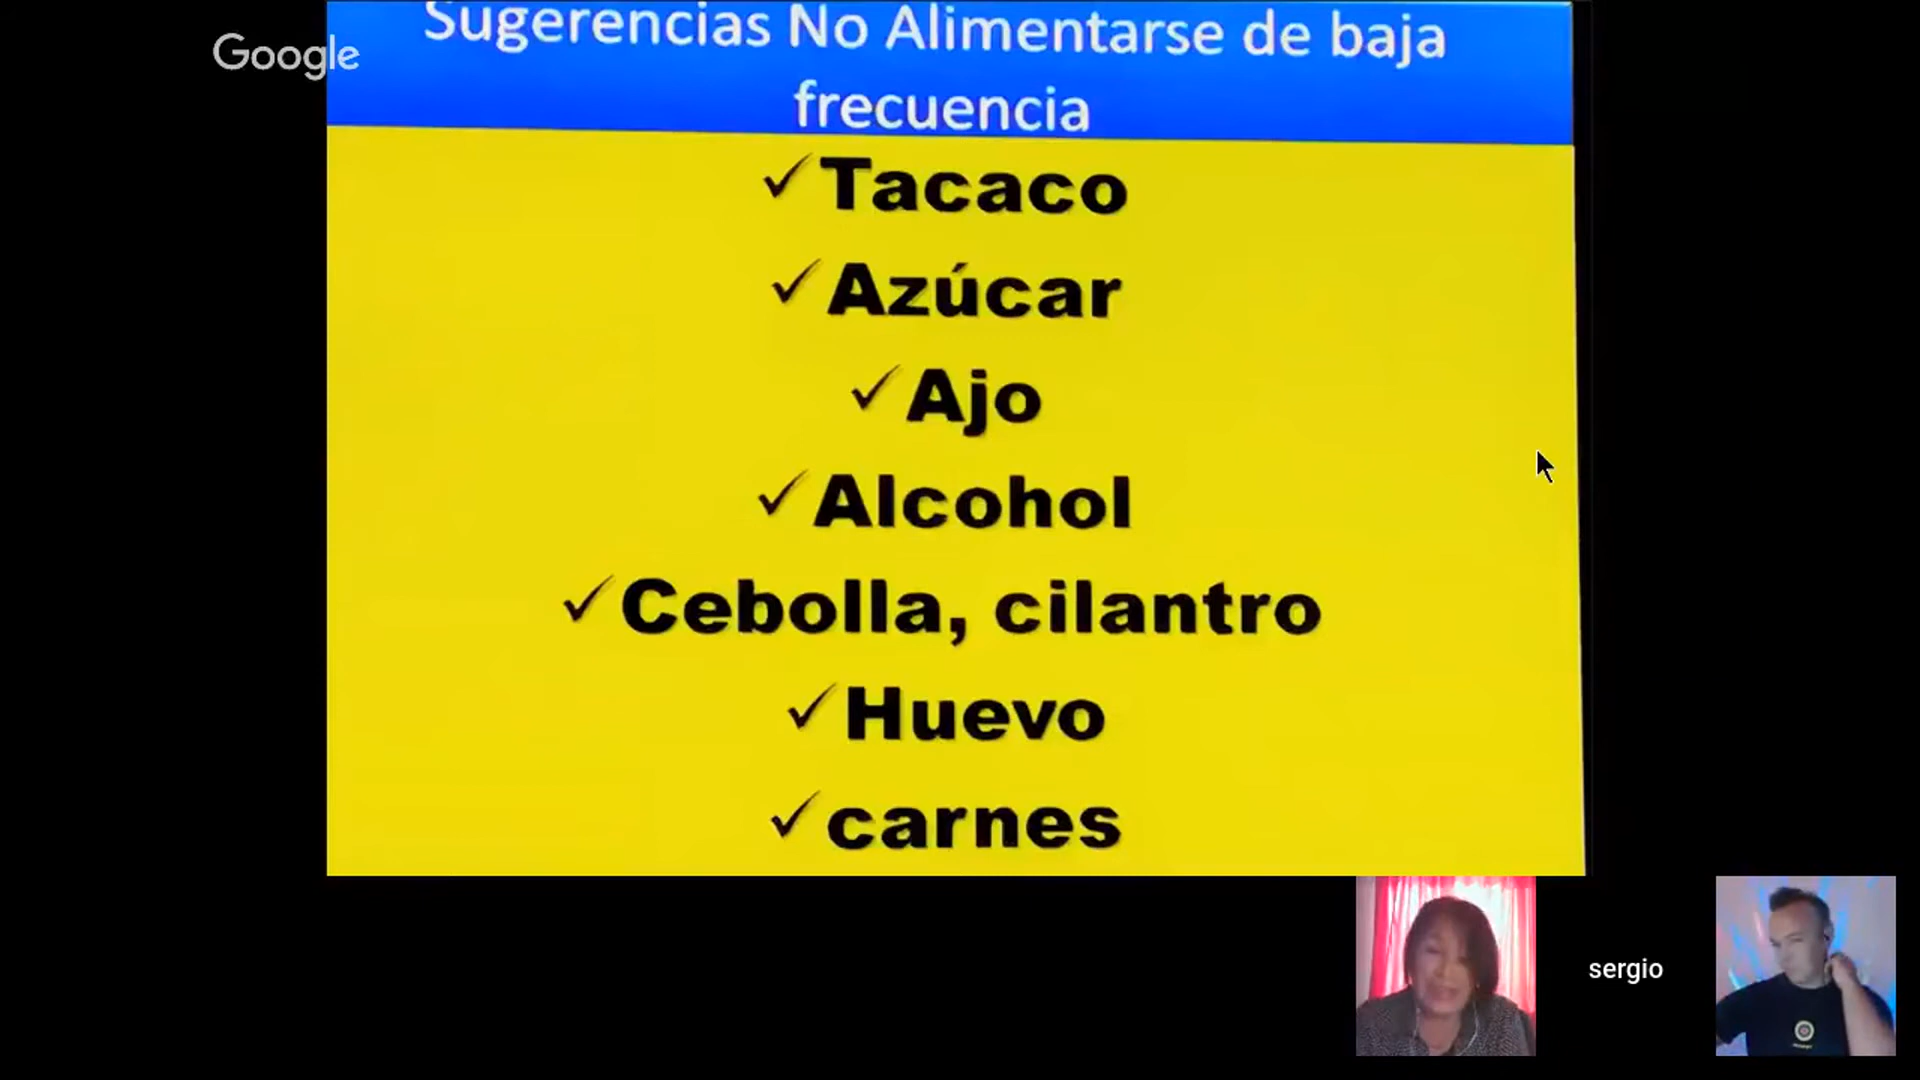 Google
Sugerencias No Alimentarse de baja
frecuencia
✓Tacaco
✓Azúcar
✓Ajo
✓Alcohol
✓Cebolla, cilantro
✓Huevo
✓carnes
sergio